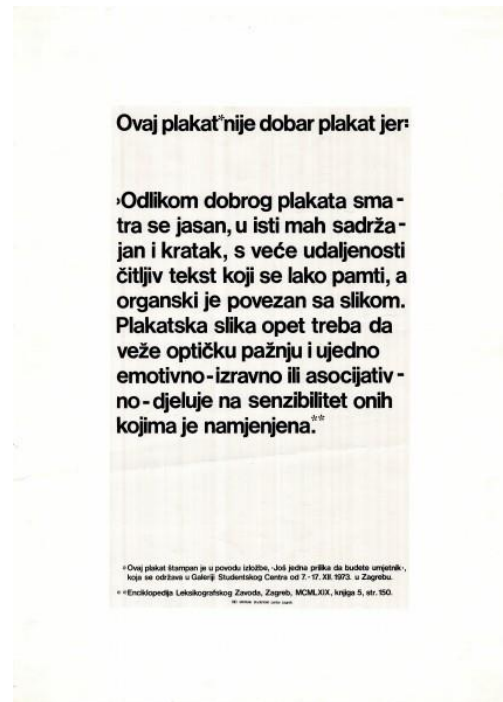 Ovaj plakat*nije dobar plakat jer:
›Odlikom dobrog plakata sma-
tra se jasan, u isti mah sadrža-
jan i kratak, s veće udaljenosti
čitljiv tekst koji se lako pamti, a
organski je povezan sa slikom.
Plakatska slika opet treba da
veže optičku pažnju i ujedno
emotivno-izravno ili asocijativ-
no-djeluje na senzibilitet onih
kojima je namjenjena.**
*Ovaj plakat štampan je u povodu izložbe, ›Još jedna prilika da budete umjetnik‹,
koja se održava u Galeriji Studentskog Centra od 7.-17. XII. 1973. u Zagrebu.
**Enciklopedija Leksikografskog Zavoda, Zagreb, MCMLXIX, knjiga 5, str. 150.